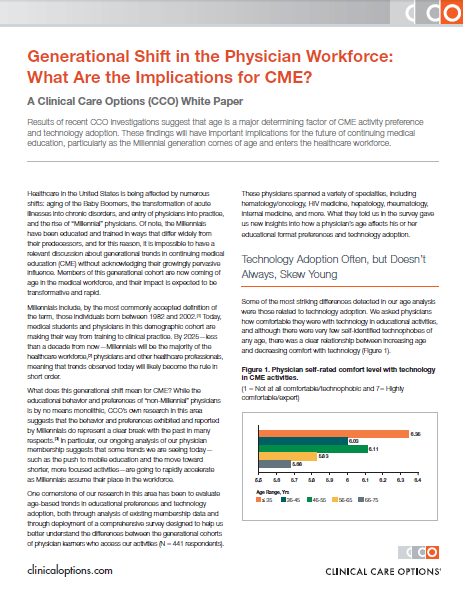 cco
Generational Shift in the Physician Workforce:
What Are the Implications for CME?
A Clinical Care Options (CCO) White Paper
Results of recent CCO investigations suggest that age is a major determining factor of CME activity preference
and technology adoption. These findings will have important implications for the future of continuing medical
education, particularly as the Millennial generation comes of age and enters the healthcare workforce.
Healthcare in the United States is being affected by numerous
shifts: aging of the Baby Boomers, the transformation of acute
illnesses into chronic disorders, and entry of physicians into practice,
and the rise of "Millennial" physicians. Of note, the Millennials
have been educated and trained in ways that differ widely from
their predecessors, and for this reason, it is impossible to have a
relevant discussion about generational trends in continuing medical
education (CME) without acknowledging their growingly pervasive
influence. Members of this generational cohort are now coming of
age in the medical workforce, and their impact is expected to be
transformative and rapid.
Millennials include, by the most commonly accepted definition of
the term, those individuals born between 1982 and 2002.[1] Today,
medical students and physicians in this demographic cohort are
making their way from training to clinical practice. By 2025—less
than a decade from now—Millennials will be the majority of the
healthcare workforce,[2] physicians and other healthcare professionals,
meaning that trends observed today will likely become the rule in
short order.
What does this generational shift mean for CME? While the
educational behavior and preferences of "non-Millennial" physicians
is by no means monolithic, CCO's own research in this area
suggests that the behavior and preferences exhibited and reported
by Millennials do represent a clear break with the past in many
respects.[3] In particular, our ongoing analysis of our physician
membership suggests that some trends we are seeing today—
such as the push to mobile education and the move toward
shorter, more focused activities—are going to rapidly accelerate
as Millennials assume their place in the workforce.
One cornerstone of our research in this area has been to evaluate
age-based trends in educational preferences and technology
adoption, both through analysis of existing membership data and
through deployment of a comprehensive survey designed to help us
better understand the differences between the generational cohorts
of physician learners who access our activities (N = 441 respondents).
These physicians spanned a variety of specialties, including
hematology/oncology, HIV medicine, hepatology, rheumatology,
internal medicine, and more. What they told us in the survey gave
us new insights into how a physician's age affects his or her
educational format preferences and technology adoption.
Technology Adoption Often, but Doesn't
Always, Skew Young
Some of the most striking differences detected in our age analysis
were those related to technology adoption. We asked physicians
how comfortable they were with technology in educational activities,
and although there were very few self-identified technophobes of
any age, there was a clear relationship between increasing age
and decreasing comfort with technology (Figure 1).
Figure 1. Physician self-rated comfort level with technology
in CME activities.
(1 = Not at all comfortable/technophobic and 7= Highly
comfortable/expert)
6.11
Age Range, Yrs
≤ 35 36-45 46-55 56-65 66-75
cco
clinicaloptions.com
CLINICAL CARE OPTIONS